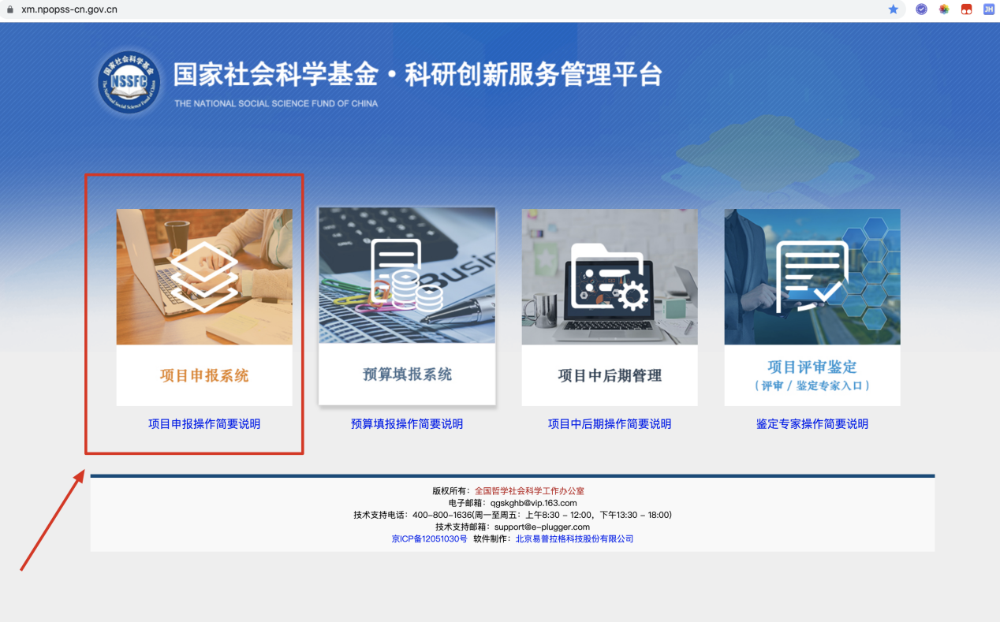 xm.npopss-cn.gov.cn
JH
国家社会科学基金
NSSFC
The National Social Science Fund of China
国家社会科学基金·科研创新服务管理平台
THE NATIONAL SOCIAL SCIENCE FUND OF CHINA
Busin
项目申报系统
预算填报系统
项目中后期管理
项目评审鉴定
(评审 / 鉴定专家入口)
项目申报操作简要说明
预算填报操作简要说明
项目中后期操作简要说明
鉴定专家操作简要说明
版权所有：全国哲学社会科学工作办公室
电子邮箱：qgskghb@vip.163.com
技术支持电话：400-800-1636(周一至周五：上午8:30 - 12:00，下午13:30 - 18:00)
技术支持邮箱：support@e-plugger.com
京ICP备12051030号 软件制作：北京易普拉格科技股份有限公司